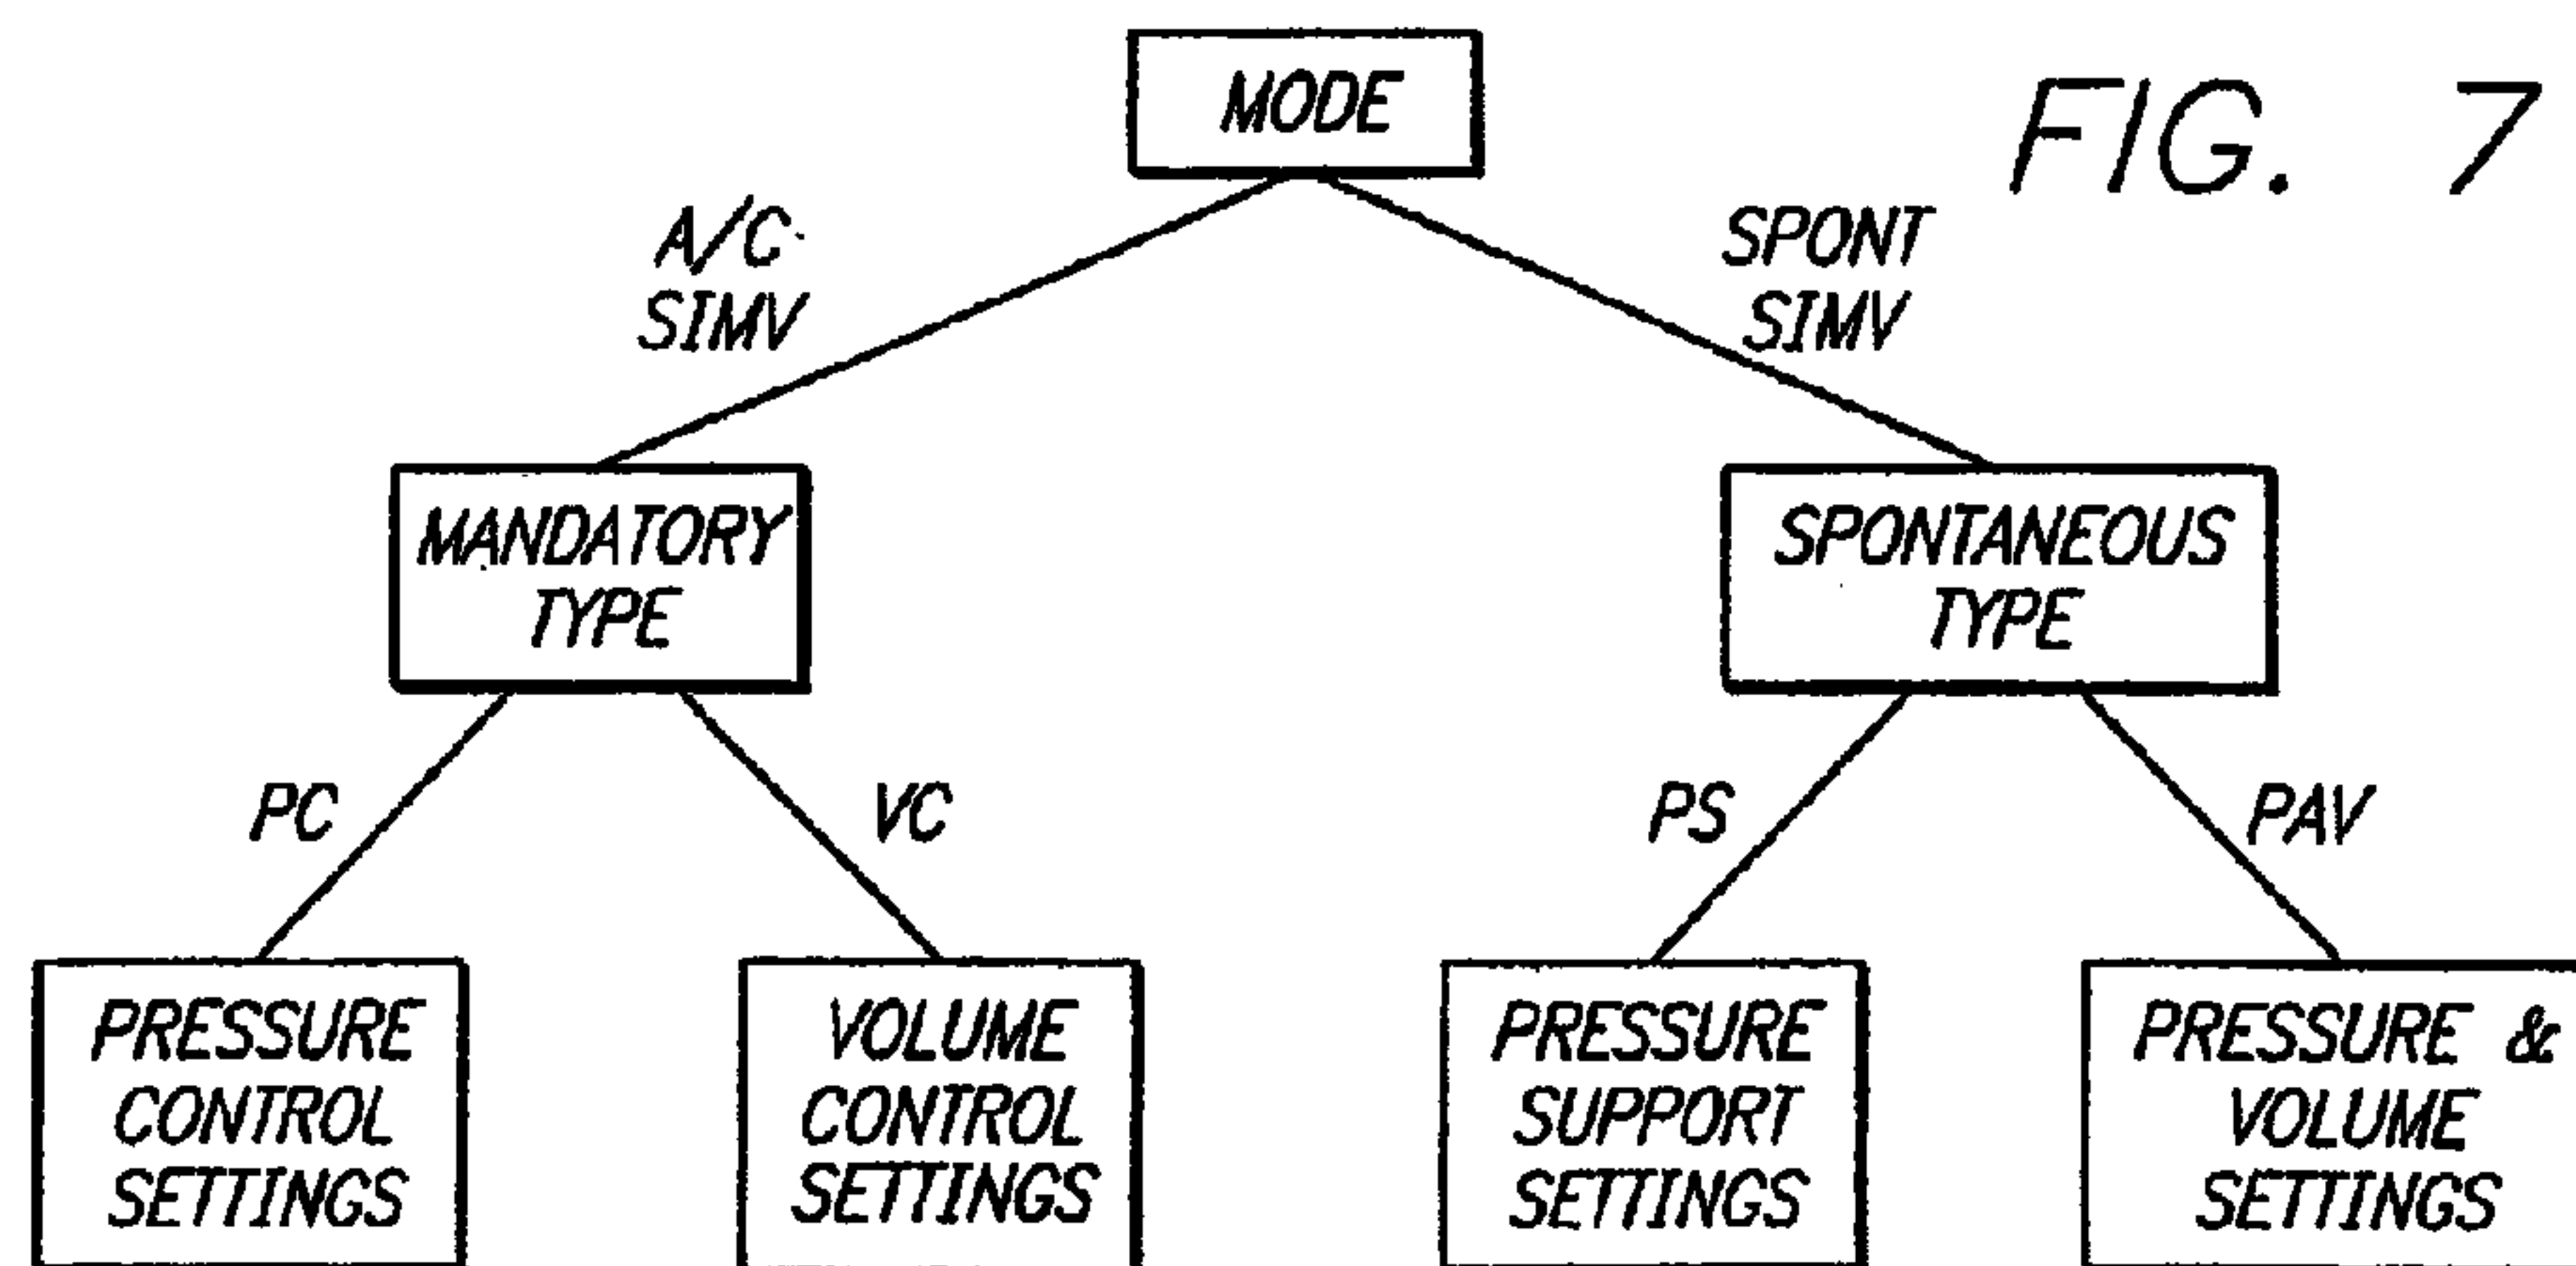 MODE
FIG. 7
A/C
SIMV
SPONT
SIMV
MANDATORY
TYPE
SPONTANEOUS
TYPE
PC
VC
PS
PAV
PRESSURE
CONTROL
SETTINGS
VOLUME
CONTROL
SETTINGS
PRESSURE
SUPPORT
SETTINGS
PRESSURE &
VOLUME
SETTINGS